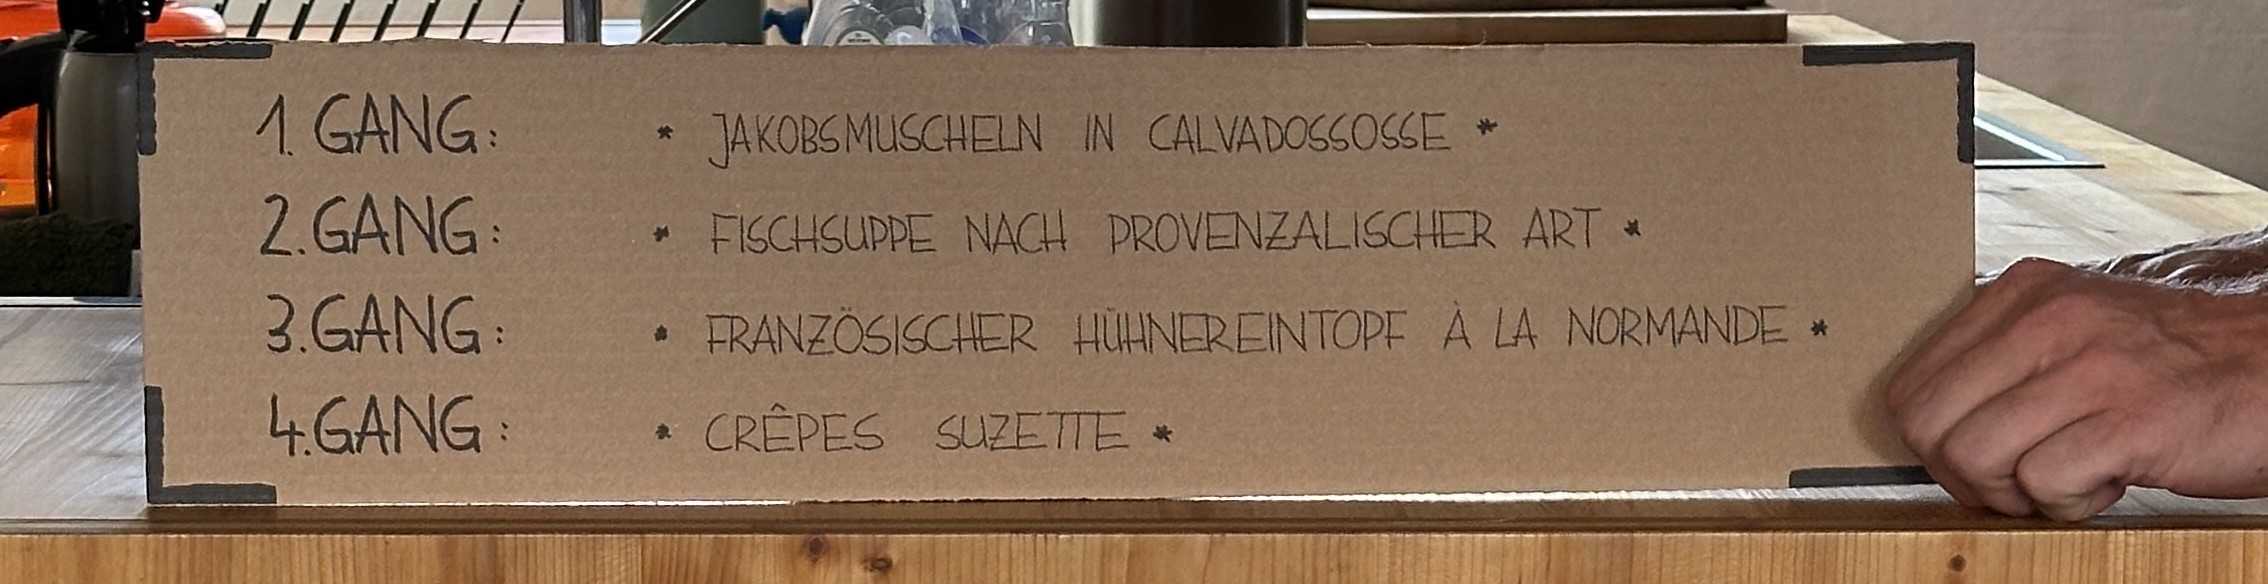 1. GANG: * JAKOBSMUSCHELN IN CALVADOSSOSSE *
2. GANG: * FISCHSUPPE NACH PROVENZALISCHER ART *
3. GANG: * FRANZÖSISCHER HÜHNEREINTOPF À LA NORMANDE *
4. GANG: * CRÊPES SUZETTE *